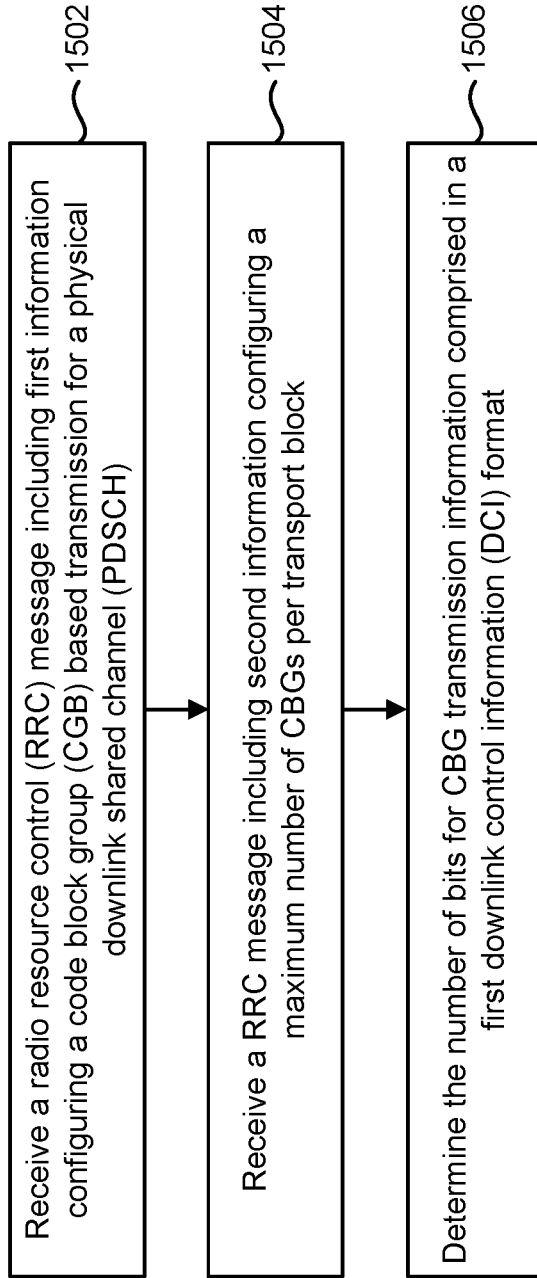 Receive a radio resource control (RRC) message including first information
configuring a code block group (CGB) based transmission for a physical
downlink shared channel (PDSCH)
1502
Receive a RRC message including second information configuring a
maximum number of CBGs per transport block
1504
Determine the number of bits for CBG transmission information comprised in a
first downlink control information (DCI) format
1506